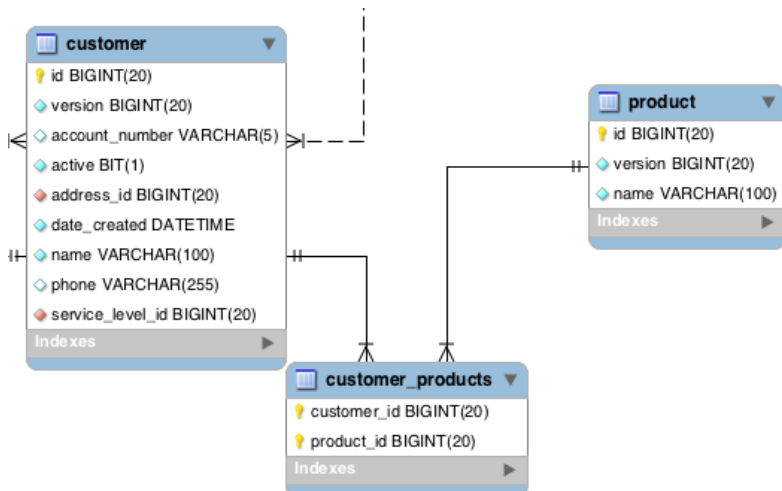 customer
id BIGINT(20)
version BIGINT(20)
account_number VARCHAR(5)
active BIT(1)
address_id BIGINT(20)
date_created DATETIME
name VARCHAR(100)
phone VARCHAR(255)
service_level_id BIGINT(20)
Indexes
product
id BIGINT(20)
version BIGINT(20)
name VARCHAR(100)
Indexes
customer_products
customer_id BIGINT(20)
product_id BIGINT(20)
Indexes